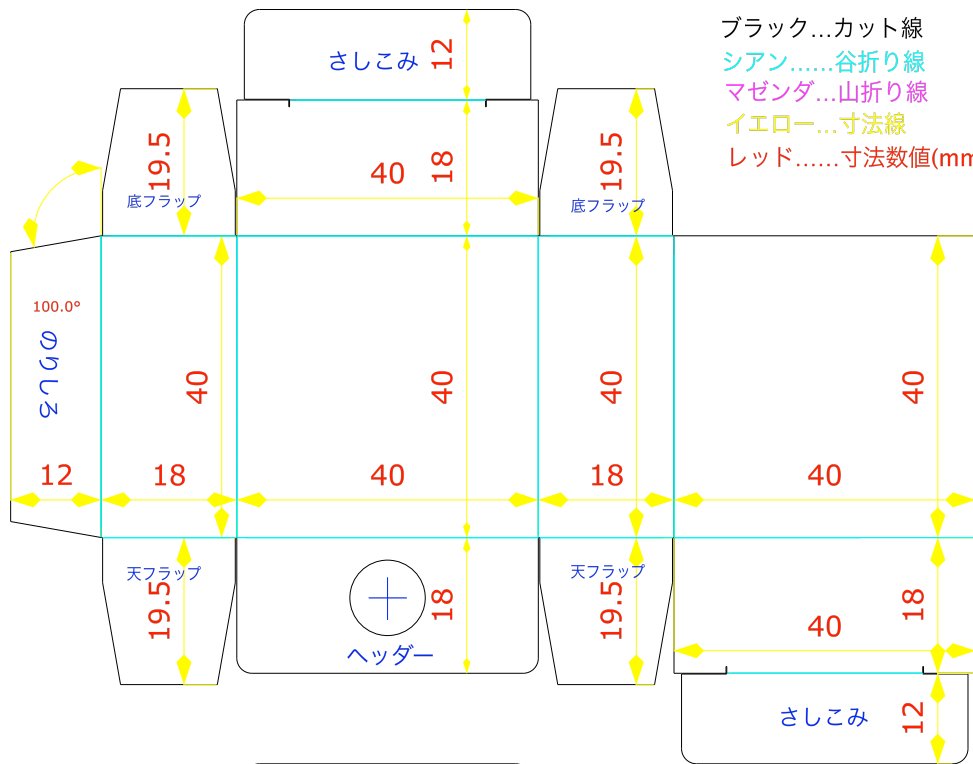 ブラック…カット線
シアン……谷折り線
マゼンダ…山折り線
イエロー…寸法線
レッド……寸法数値(mm
さしこみ
12
19.5
底フラップ
40
18
19.5
底フラップ
100.0°
のりしろ
40
40
40
40
12
18
40
18
40
天フラップ
19.5
18
ヘッダー
天フラップ
19.5
40
18
さしこみ
12